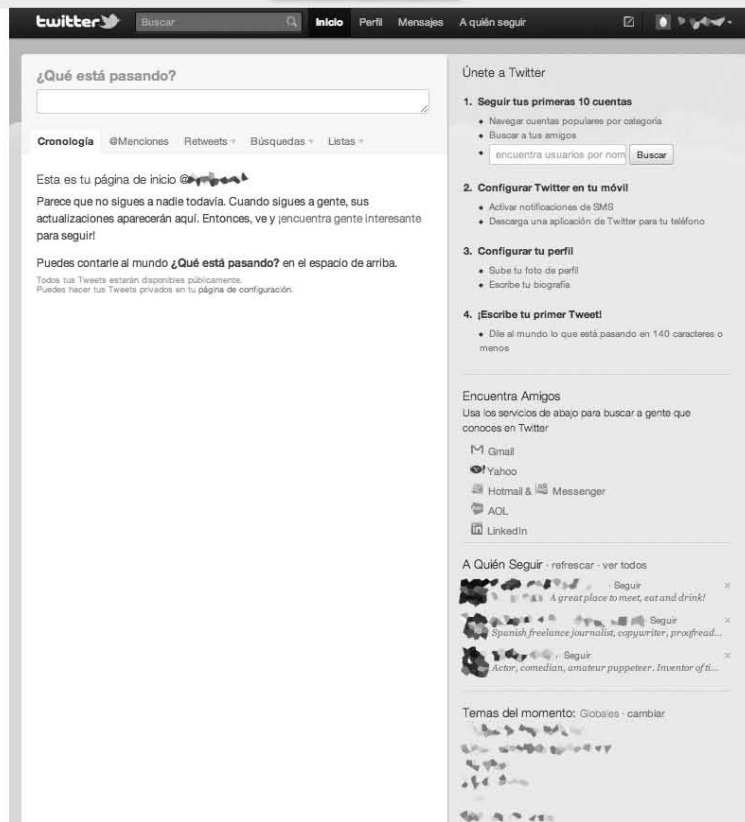 twitter
Buscar
Inicio Perfil Mensajes A quién seguir
¿Qué está pasando?
Cronología @Menciones Retweets Búsquedas Listas
Esta es tu página de inicio @
Parece que no sigues a nadie todavía. Cuando sigues a gente, sus
actualizaciones aparecerán aquí. Entonces, ve y ¡encuentra gente interesante
para seguir!
Puedes contarle al mundo ¿Qué está pasando? en el espacio de arriba.
Todos tus Tweets estarán disponibles públicamente.
Puedes hacer tus Tweets privados en tu página de configuración.
Únete a Twitter
1. Seguir tus primeras 10 cuentas
• Navegar cuentas populares por categoría
• Buscar a tus amigos
• encuentra usuarios por nom Buscar
2. Configurar Twitter en tu móvil
• Activar notificaciones de SMS
• Descarga una aplicación de Twitter para tu teléfono
3. Configurar tu perfil
• Sube tu foto de perfil
• Escribe tu biografía
4. ¡Escribe tu primer Tweet!
• Dile al mundo lo que está pasando en 140 caracteres o
menos
Encuentra Amigos
Usa los servicios de abajo para buscar a gente que
conoces en Twitter
Gmail
Yahoo
Hotmail & Messenger
AOL
LinkedIn
A Quién Seguir · refrescar · ver todos
· Seguir ×
A great place to meet, eat and drink!
Seguir ×
Spanish freelance journalist, copywriter, proofread...
· Seguir ×
Actor, comedian, amateur puppeteer. Inventor of ti...
Temas del momento: Globales · cambiar